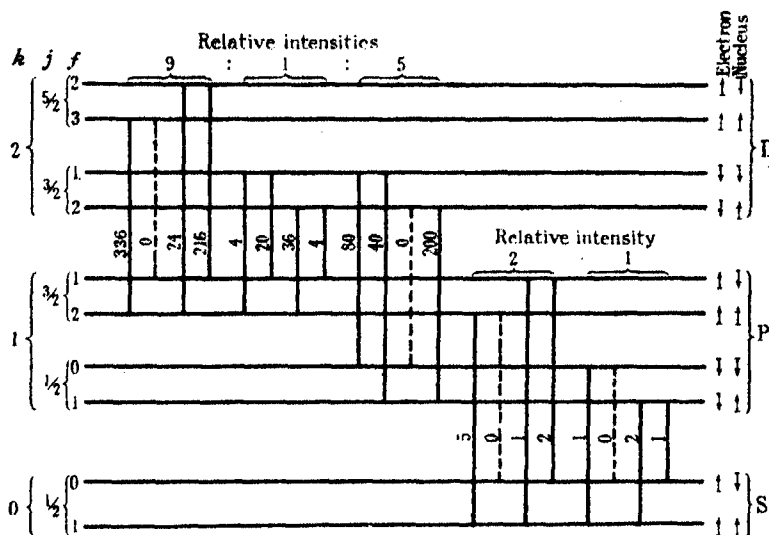 Relative intensities
k j f 9 : 1 : 5 Electron Nucleus
2 5/2 2 ↑ ↓
3 ↑ ↑
3/2 1 ↓ ↓ D
2 ↓ ↑
336 0 24 216 4 20 36 4 80 40 0 200
Relative intensity
2 1
1 3/2 1 ↑ ↓
2 ↑ ↑ P
1/2 0 ↓ ↓
1 ↓ ↑
5 0 1 2 1 0 2 1
0 1/2 0 ↑ ↓ S
1 ↑ ↑